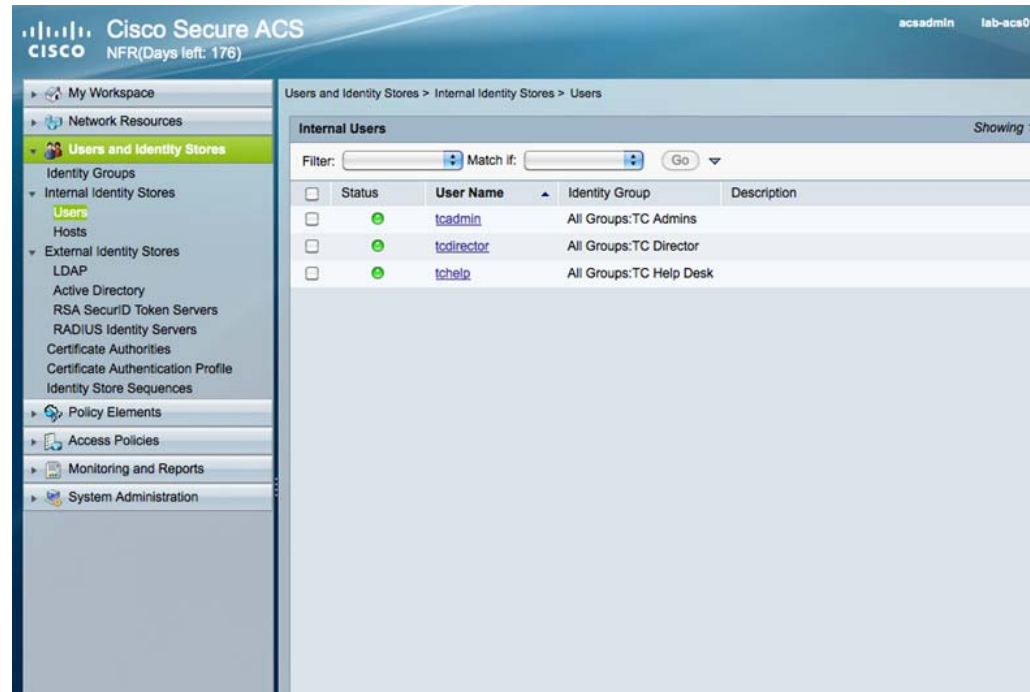 Cisco Secure ACS
CISCO NFR(Days left: 176)
acsadmin
My Workspace
Network Resources
Users and Identity Stores
Identity Groups
Internal Identity Stores
Users
Hosts
External Identity Stores
LDAP
Active Directory
RSA SecurID Token Servers
RADIUS Identity Servers
Certificate Authorities
Certificate Authentication Profile
Identity Store Sequences
Policy Elements
Access Policies
Monitoring and Reports
System Administration
Users and Identity Stores > Internal Identity Stores > Users
Internal Users Showing
Filter: Match if: Go
Status User Name Identity Group Description
tcadmin All Groups:TC Admins
tcdirector All Groups:TC Director
tchelp All Groups:TC Help Desk